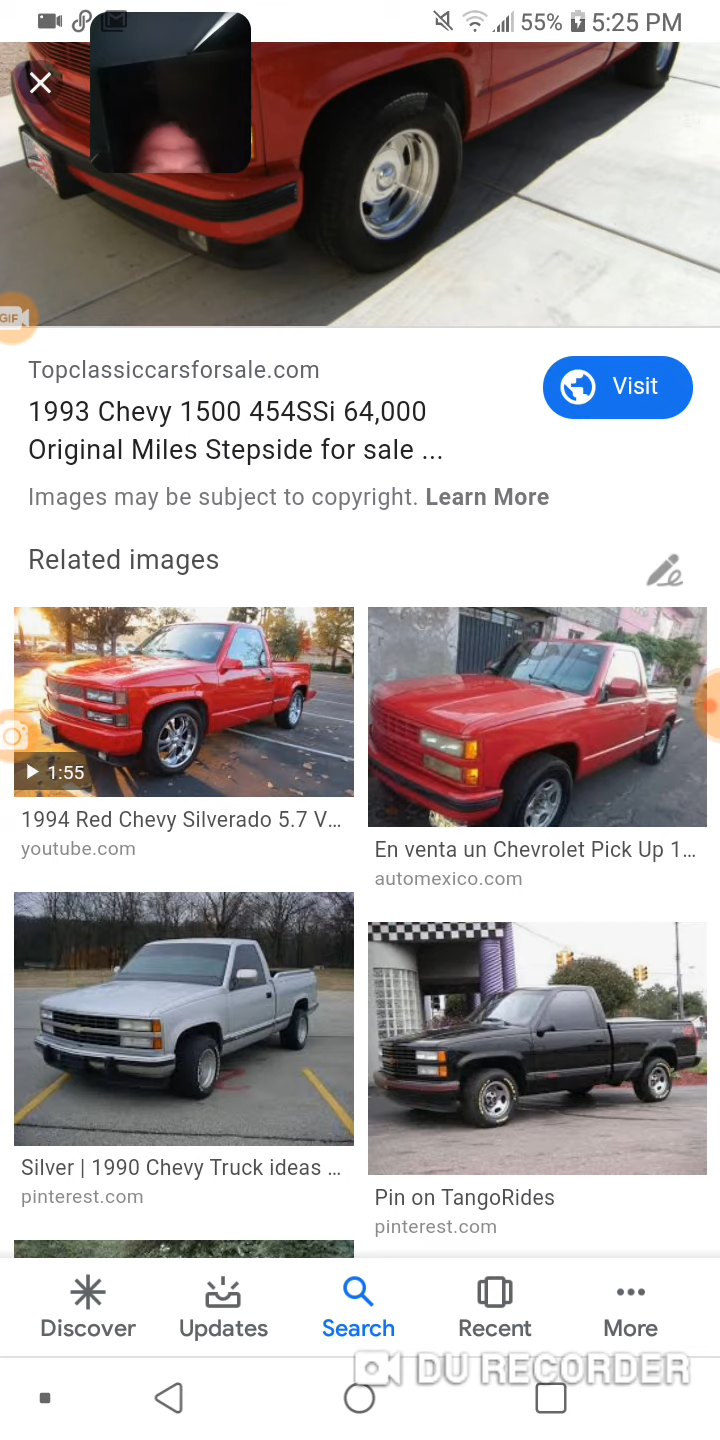 55% 5:25 PM
GIF
Topclassiccarsforsale.com
Visit
1993 Chevy 1500 454SSi 64,000
Original Miles Stepside for sale ...
Images may be subject to copyright. Learn More
Related images
1:55
1994 Red Chevy Silverado 5.7 V...
youtube.com
En venta un Chevrolet Pick Up 1...
automexico.com
Silver | 1990 Chevy Truck ideas ...
pinterest.com
Pin on TangoRides
pinterest.com
Discover Updates Search Recent More
DU RECORDER